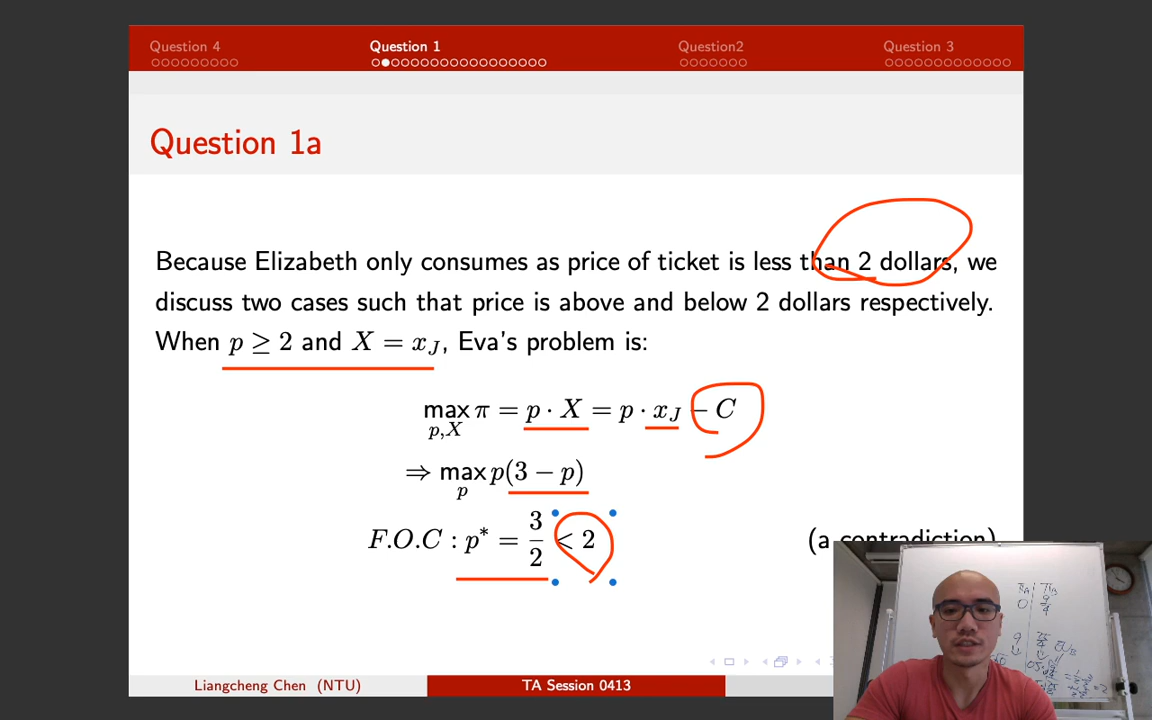 Question 4 Question 1 Question2 Question 3
Question 1a
Because Elizabeth only consumes as price of ticket is less than 2 dollars, we
discuss two cases such that price is above and below 2 dollars respectively.
When p ≥ 2 and X = x_J, Eva's problem is:
max_{p,X} π = p · X = p · x_J − C
⇒ max_p p(3 − p)
F.O.C : p* = 3/2 < 2 (a contradiction)
Liangcheng Chen (NTU) TA Session 0413